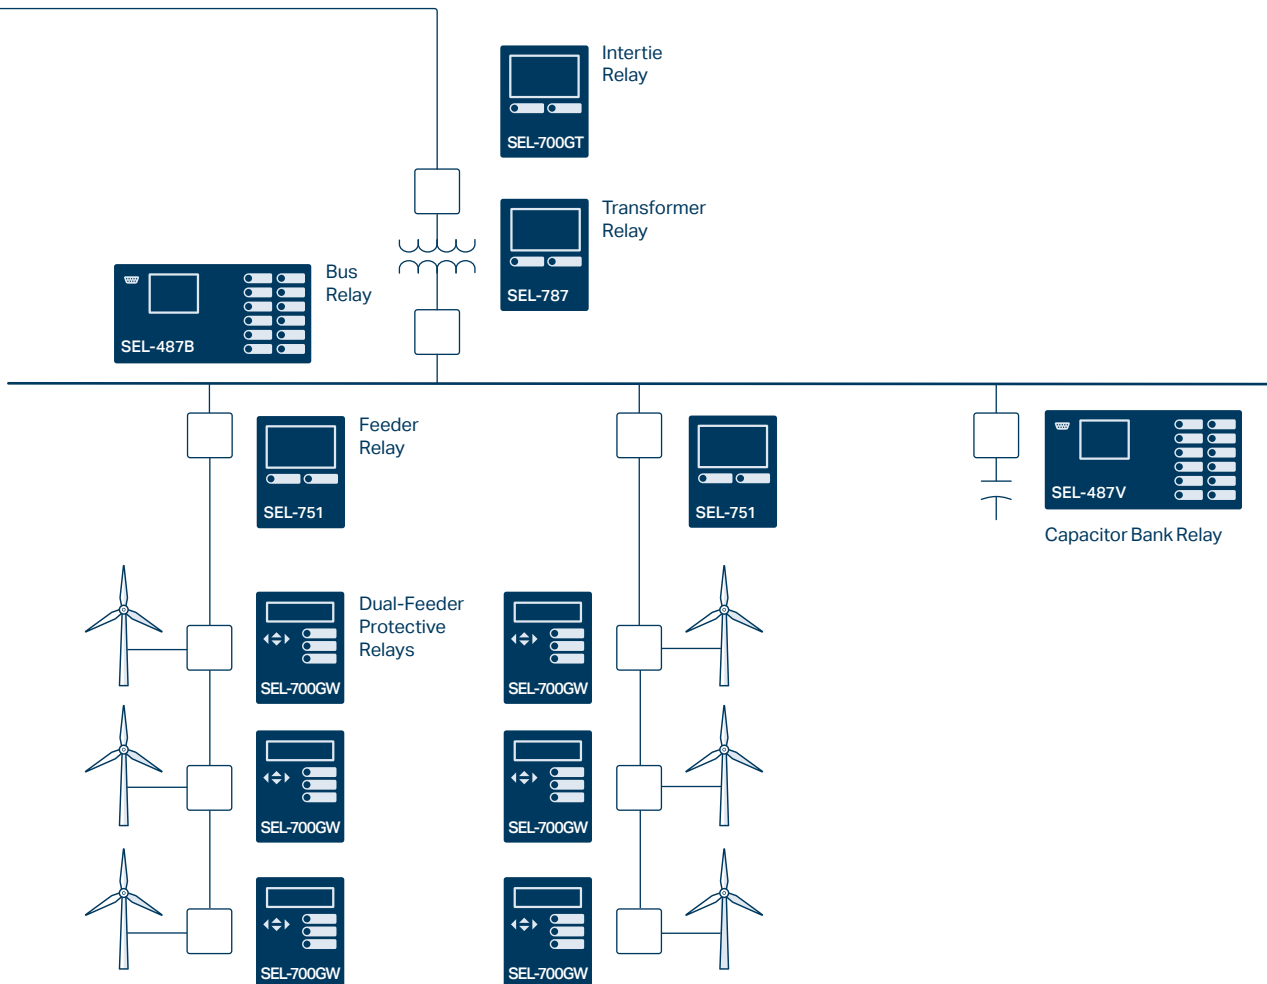 Intertie
Relay
SEL-700GT
Transformer
Relay
SEL-787
Bus
Relay
SEL-487B
Feeder
Relay
SEL-751
SEL-751
SEL-487V
Capacitor Bank Relay
Dual-Feeder
Protective
Relays
SEL-700GW
SEL-700GW
SEL-700GW
SEL-700GW
SEL-700GW
SEL-700GW